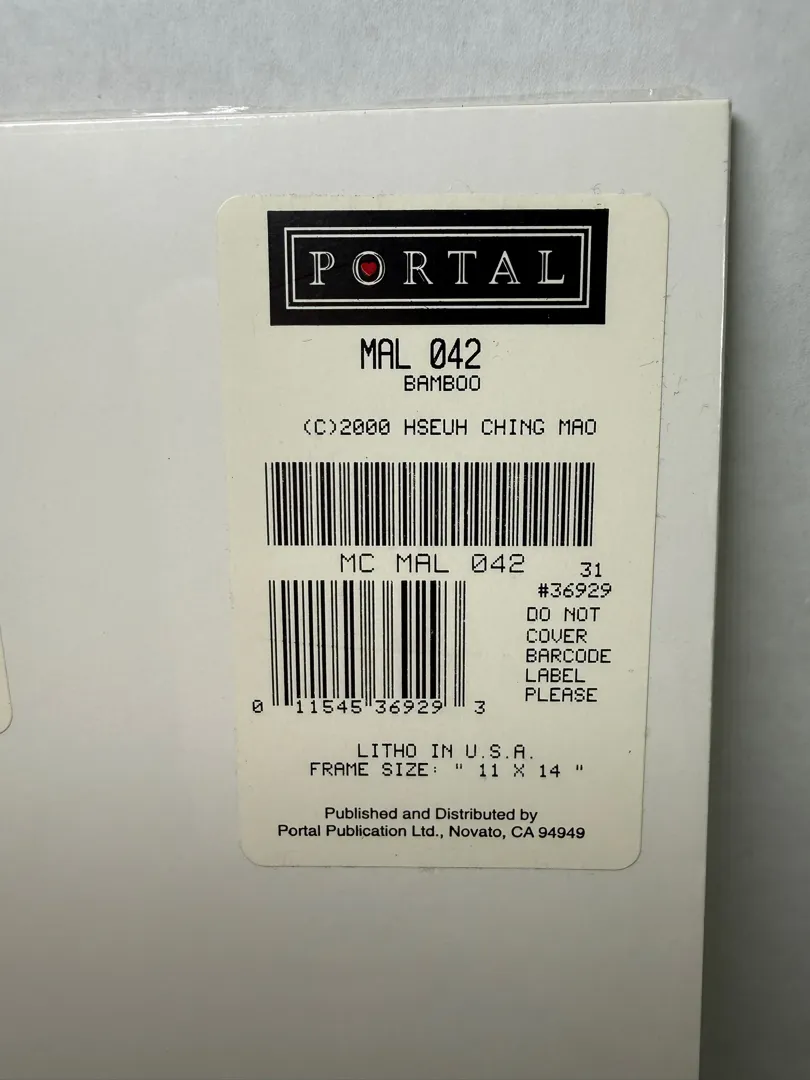 PORTAL
MAL 042
BAMBOO
(C)2000 HSEUH CHING MAO
MC MAL 042
31
#36929
DO NOT
COVER
BARCODE
LABEL
PLEASE
0 11545 36929 3
LITHO IN U.S.A.
FRAME SIZE: " 11 X 14 "
Published and Distributed by
Portal Publication Ltd., Novato, CA 94949